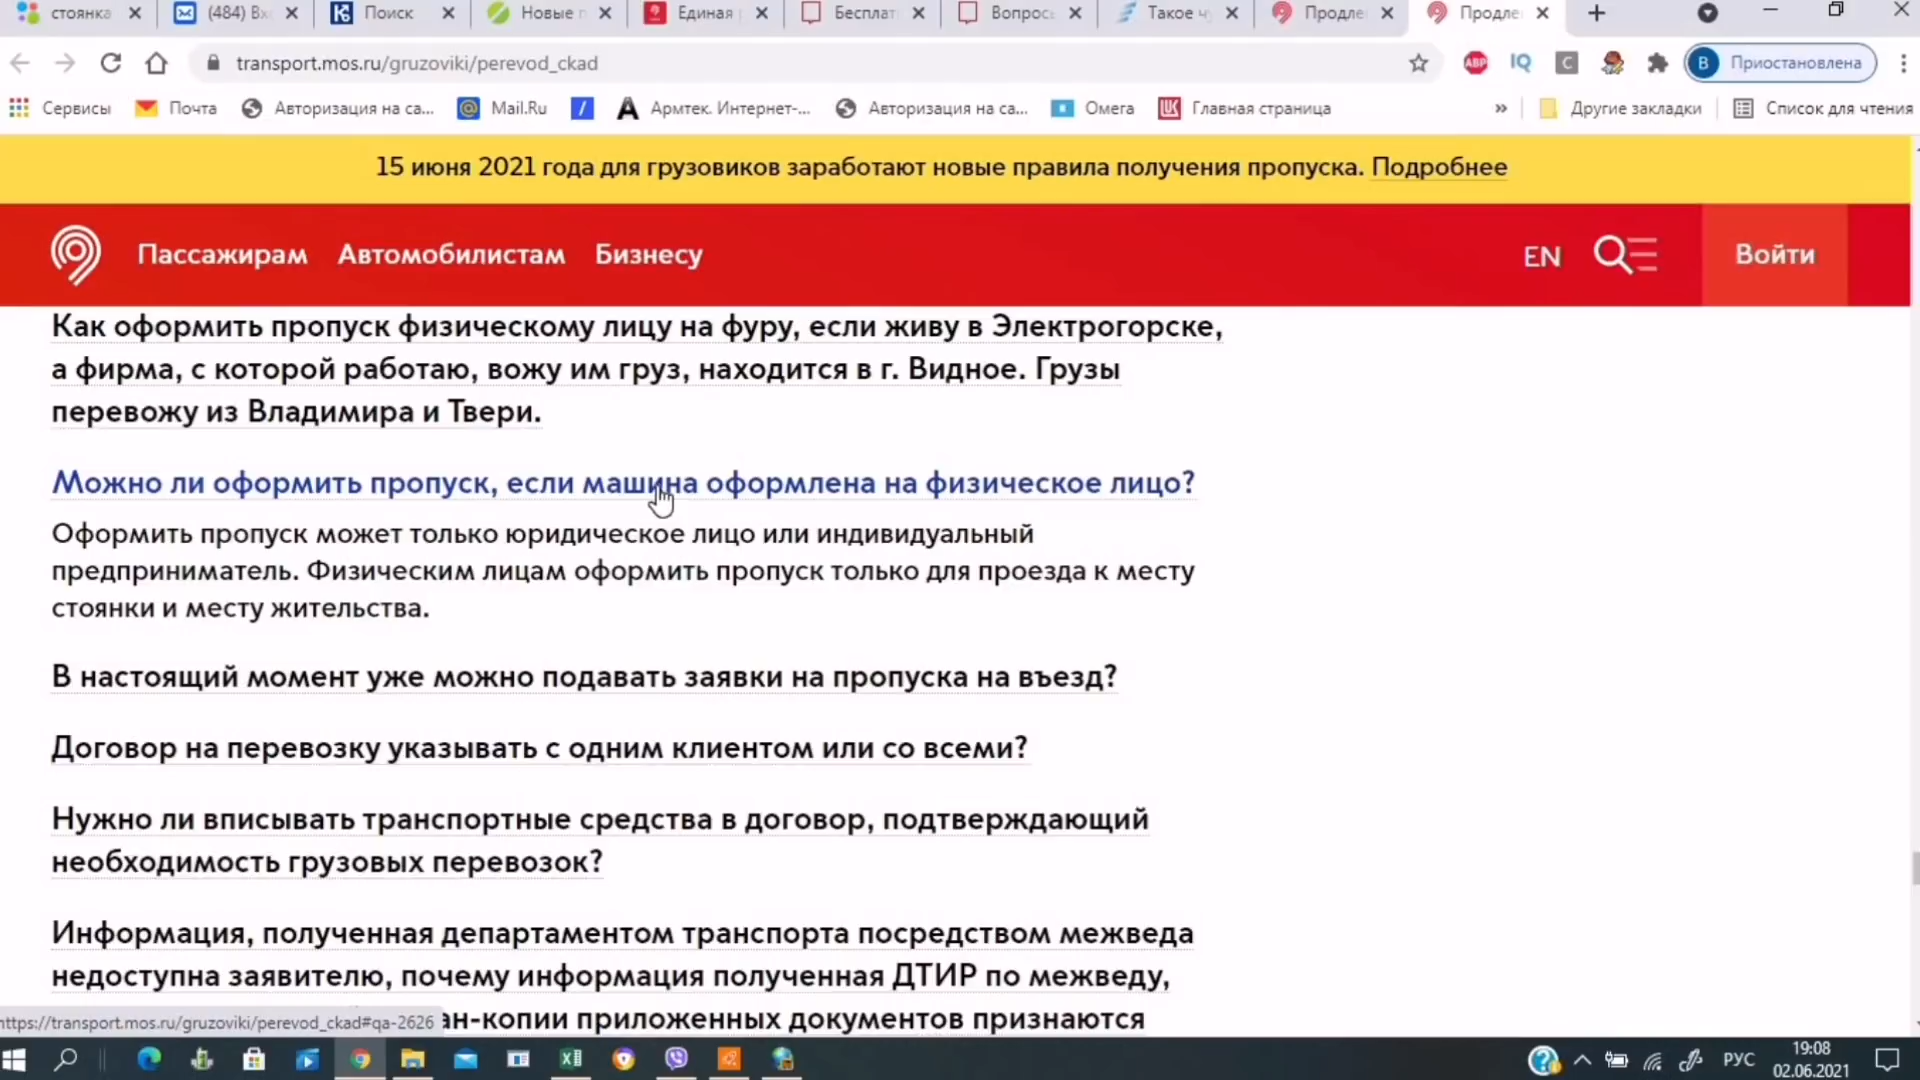 стоянка
(484) Вх
Поиск
Новые п
Единая
Бесплат
Вопрос
Такое ч
Продле
Продле
transport.mos.ru/gruzoviki/perevod_ckad
ABP
IQ
C
B
Приостановлена
Сервисы
Почта
Авторизация на са...
Mail.Ru
Армтек. Интернет-...
Авторизация на са...
Омега
Главная страница
»
Другие закладки
Список для чтения
15 июня 2021 года для грузовиков заработают новые правила получения пропуска. Подробнее
Пассажирам Автомобилистам Бизнесу
EN
Войти
Как оформить пропуск физическому лицу на фуру, если живу в Электрогорске,
а фирма, с которой работаю, вожу им груз, находится в г. Видное. Грузы
перевожу из Владимира и Твери.
Можно ли оформить пропуск, если машина оформлена на физическое лицо?
Оформить пропуск может только юридическое лицо или индивидуальный
предприниматель. Физическим лицам оформить пропуск только для проезда к месту
стоянки и месту жительства.
В настоящий момент уже можно подавать заявки на пропуска на въезд?
Договор на перевозку указывать с одним клиентом или со всеми?
Нужно ли вписывать транспортные средства в договор, подтверждающий
необходимость грузовых перевозок?
Информация, полученная департаментом транспорта посредством межведа
недоступна заявителю, почему информация полученная ДТИР по межведу,
ан-копии приложенных документов признаются
https://transport.mos.ru/gruzoviki/perevod_ckad#qa-2626
РУС
19:08
02.06.2021